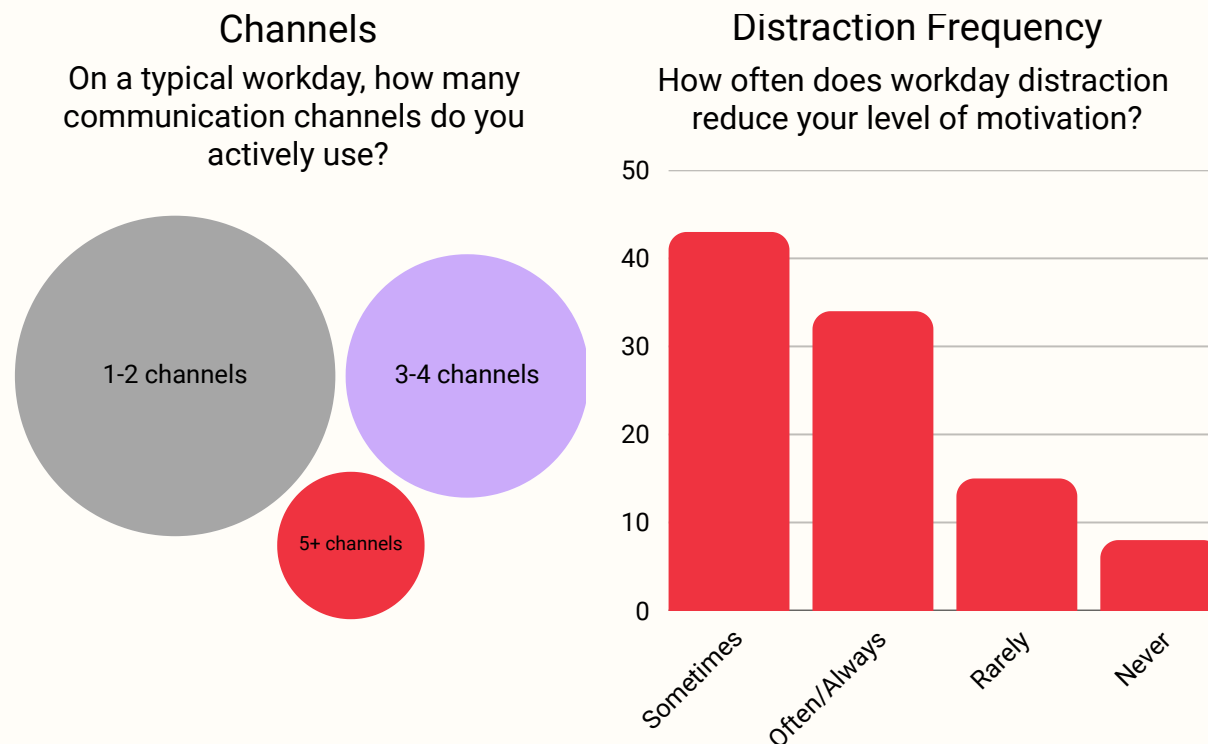 Channels
On a typical workday, how many
communication channels do you
actively use?
1-2 channels
3-4 channels
5+ channels
Distraction Frequency
How often does workday distraction
reduce your level of motivation?
50
40
30
20
10
0
Sometimes
Often/Always
Rarely
Never